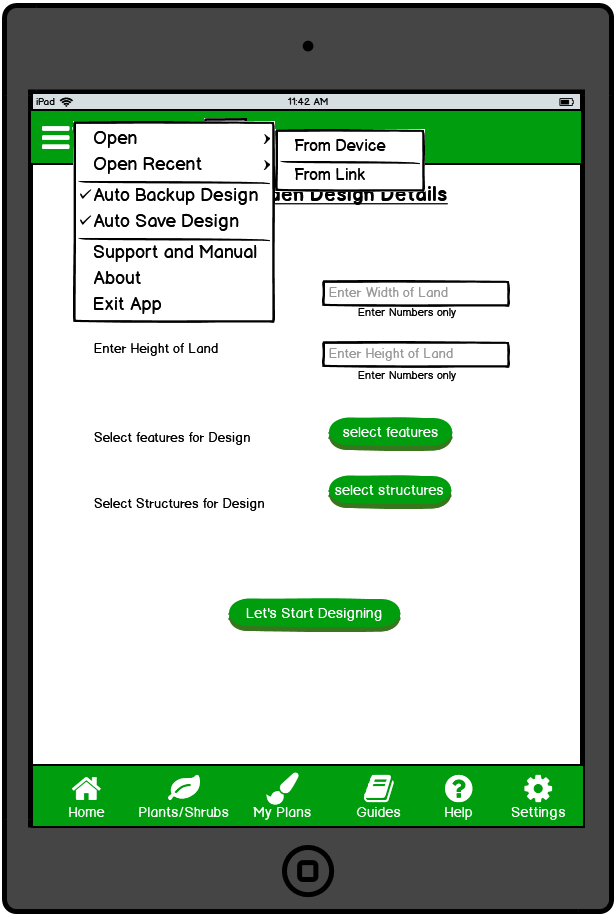 iPad
11:42 AM
Open
Open Recent
Auto Backup Design
Auto Save Design
Support and Manual
About
Exit App
From Device
From Link
Design Details
Enter Width of Land
Enter Numbers only
Enter Height of Land
Enter Height of Land
Enter Numbers only
Select features for Design
select features
Select Structures for Design
select structures
Let's Start Designing
Home
Plants/Shrubs
My Plans
Guides
Help
Settings